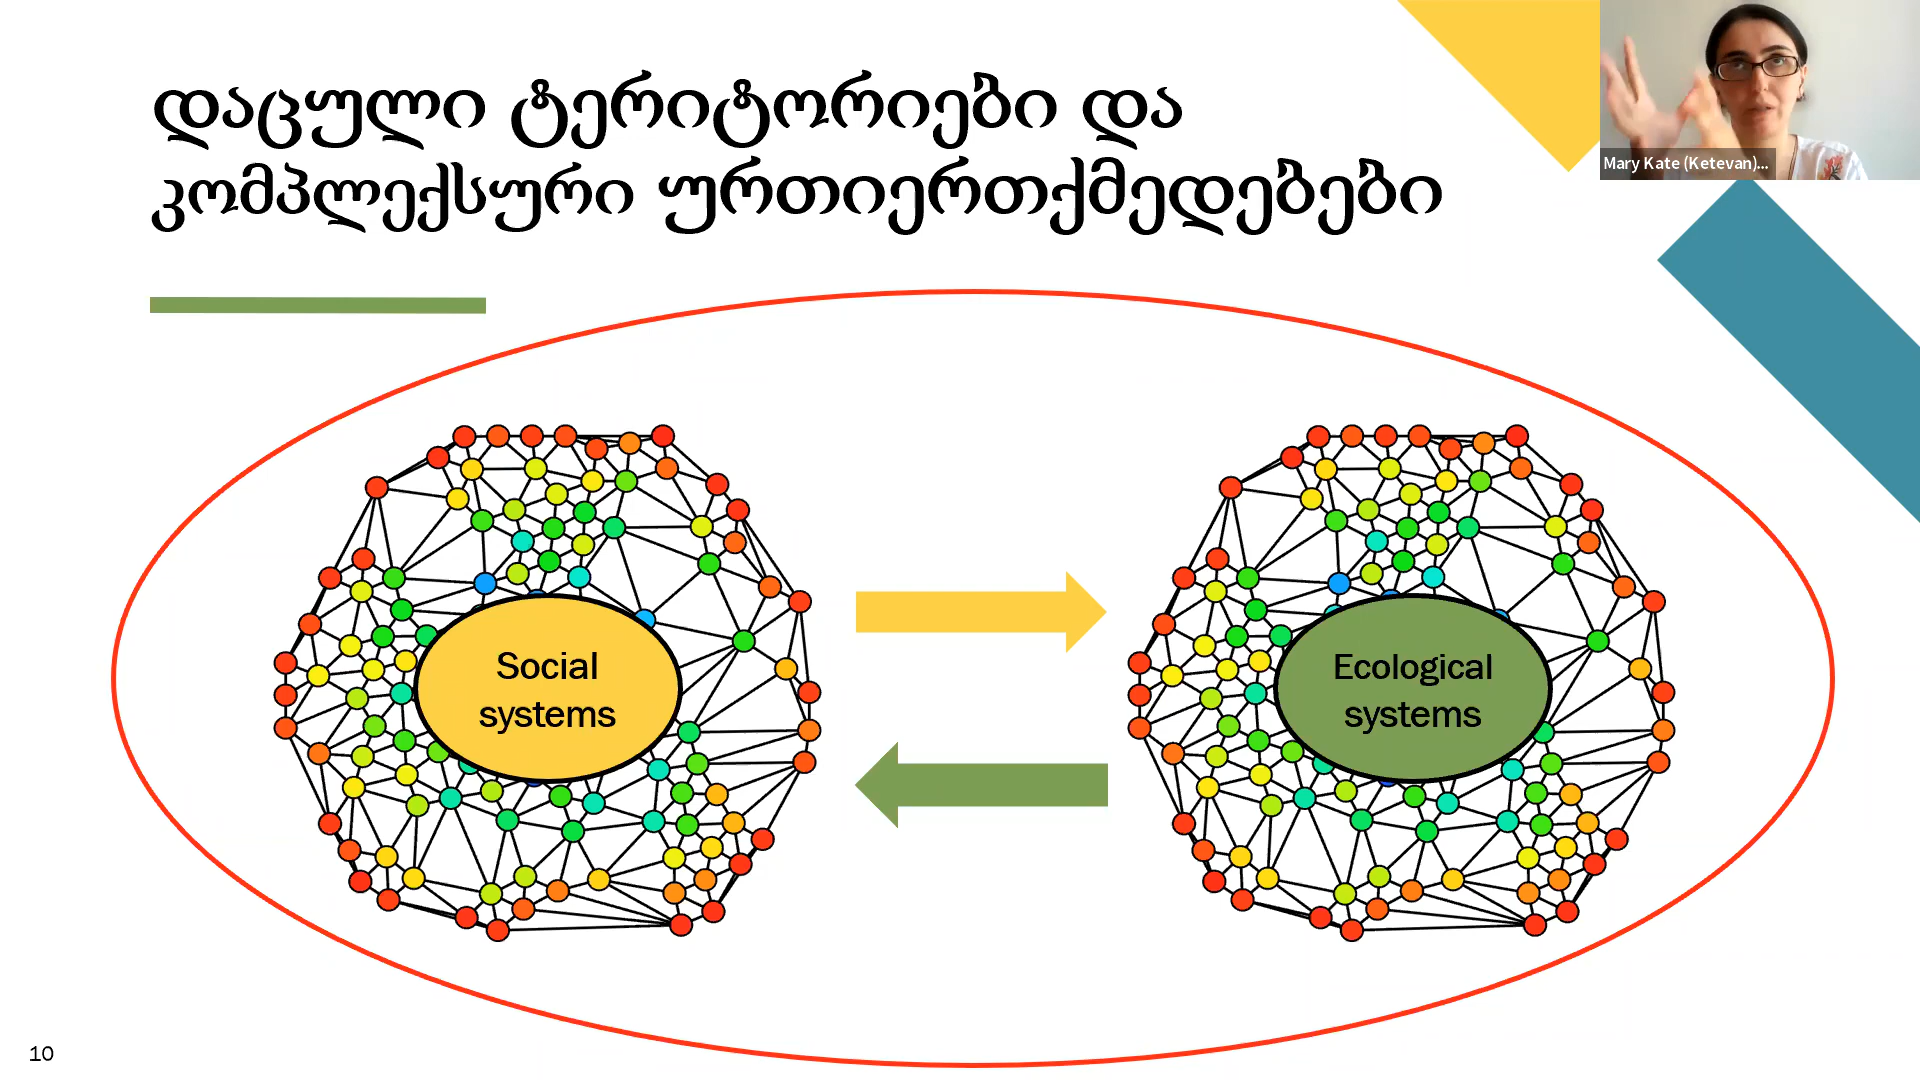 დაცული ტერიტორიები და
კომპლექსური ურთიერთქმედებები
Mary Kate (Ketevan)...
Social
systems
Ecological
systems
10